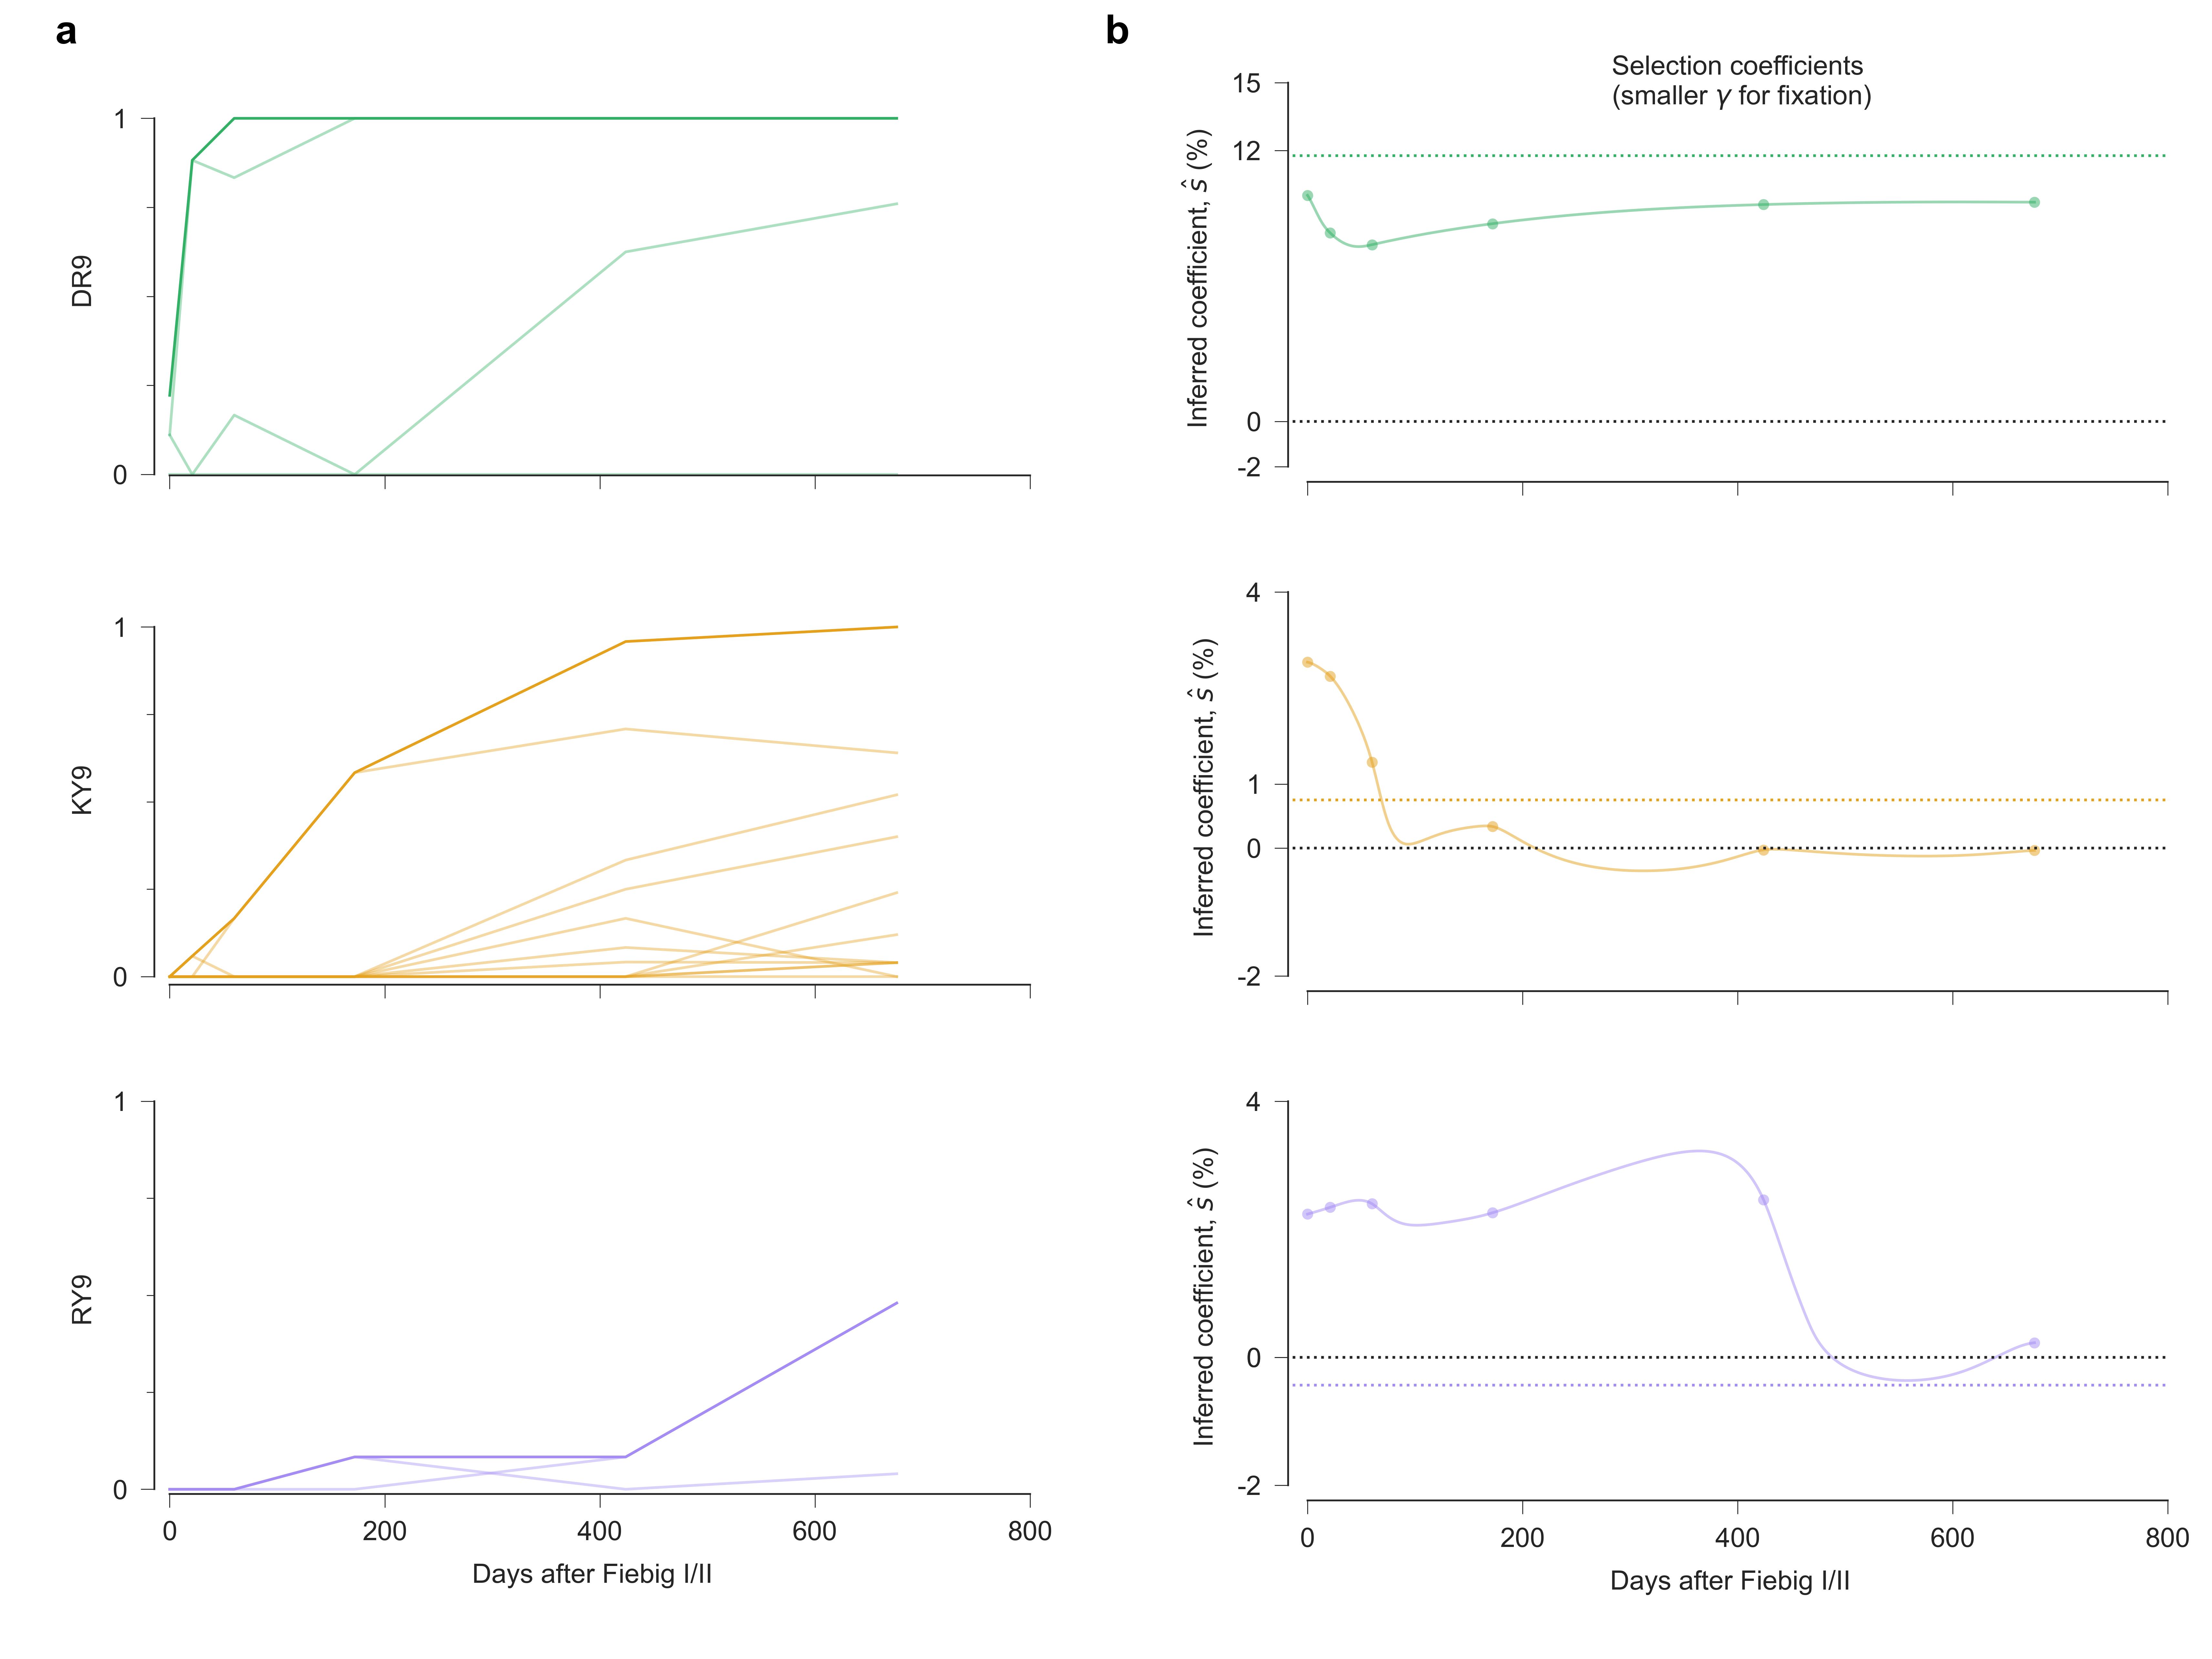 a
1
0
DR9
1
0
KY9
1
0
RY9
0
200
400
600
800
Days after Fiebig I/II
b
Selection coefficients
(smaller γ for fixation)
15
12
0
-2
Inferred coefficient, ŝ (%)
4
1
0
-2
Inferred coefficient, ŝ (%)
4
0
-2
Inferred coefficient, ŝ (%)
0
200
400
600
800
Days after Fiebig I/II